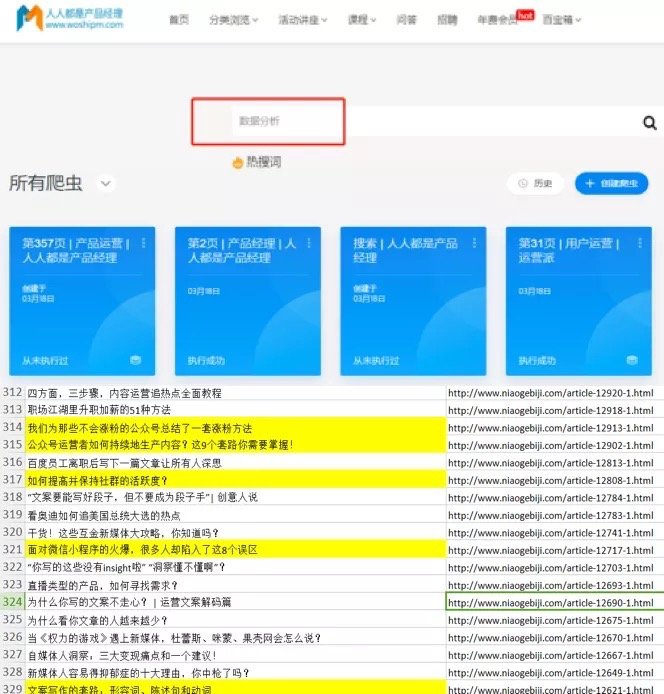 人人都是产品经理
www.woshipm.com
首页 分类浏览 活动讲座 课程 问答 招聘 年费会员 hot 百宝箱
数据分析
热搜词
所有爬虫 历史 + 创建爬虫
第357页 | 产品运营 | 第2页 | 产品经理 | 人 搜索 | 人人都是产品 第31页 | 用户运营 |
人人都是产品经理 人都是产品经理 经理 运营派
创建于
03月18日 03月18日 03月18日 03月18日
从未执行过 执行成功 执行成功 执行成功
312 四方面，三步骤，内容运营追热点全面教程 http://www.niaogebiji.com/article-12920-1.html
313 职场江湖里升职加薪的51种方法 http://www.niaogebiji.com/article-12918-1.html
314 我们为那些不会涨粉的公众号总结了一套涨粉方法 http://www.niaogebiji.com/article-12913-1.html
315 公众号运营者如何持续地生产内容？这9个套路你需要掌握！ http://www.niaogebiji.com/article-12902-1.html
316 百度员工离职后写下一篇文章让所有人深思 http://www.niaogebiji.com/article-12813-1.html
317 如何提高并保持社群的活跃度？ http://www.niaogebiji.com/article-12808-1.html
318 “文案要能写好段子，但不要成为段子手”| 创意人说 http://www.niaogebiji.com/article-12784-1.html
319 看奥迪如何追美国总统大选的热点 http://www.niaogebiji.com/article-12783-1.html
320 干货！这些互金新媒体大攻略，你知道吗？ http://www.niaogebiji.com/article-12741-1.html
321 面对微信小程序的火爆，很多人却陷入了这8个误区 http://www.niaogebiji.com/article-12717-1.html
322 “你写的这些没有insight啦” “洞察懂不懂啊”？ http://www.niaogebiji.com/article-12703-1.html
323 直播类型的产品，如何寻找需求？ http://www.niaogebiji.com/article-12693-1.html
324 为什么你写的文案不走心？ | 运营文案解码篇 http://www.niaogebiji.com/article-12690-1.html
325 为什么看你文章的人越来越少？ http://www.niaogebiji.com/article-12675-1.html
326 当《权力的游戏》遇上新媒体，杜蕾斯、咪蒙、果壳网会怎么说？ http://www.niaogebiji.com/article-12670-1.html
327 自媒体人洞察，三大变现痛点和一个建议！ http://www.niaogebiji.com/article-12667-1.html
328 新媒体人容易得抑郁症的十大理由，你中枪了吗？ http://www.niaogebiji.com/article-12649-1.html
329 文案写作的套路，形容词、陈述句和动词 http://www.niaogebiji.com/article-12621-1.html